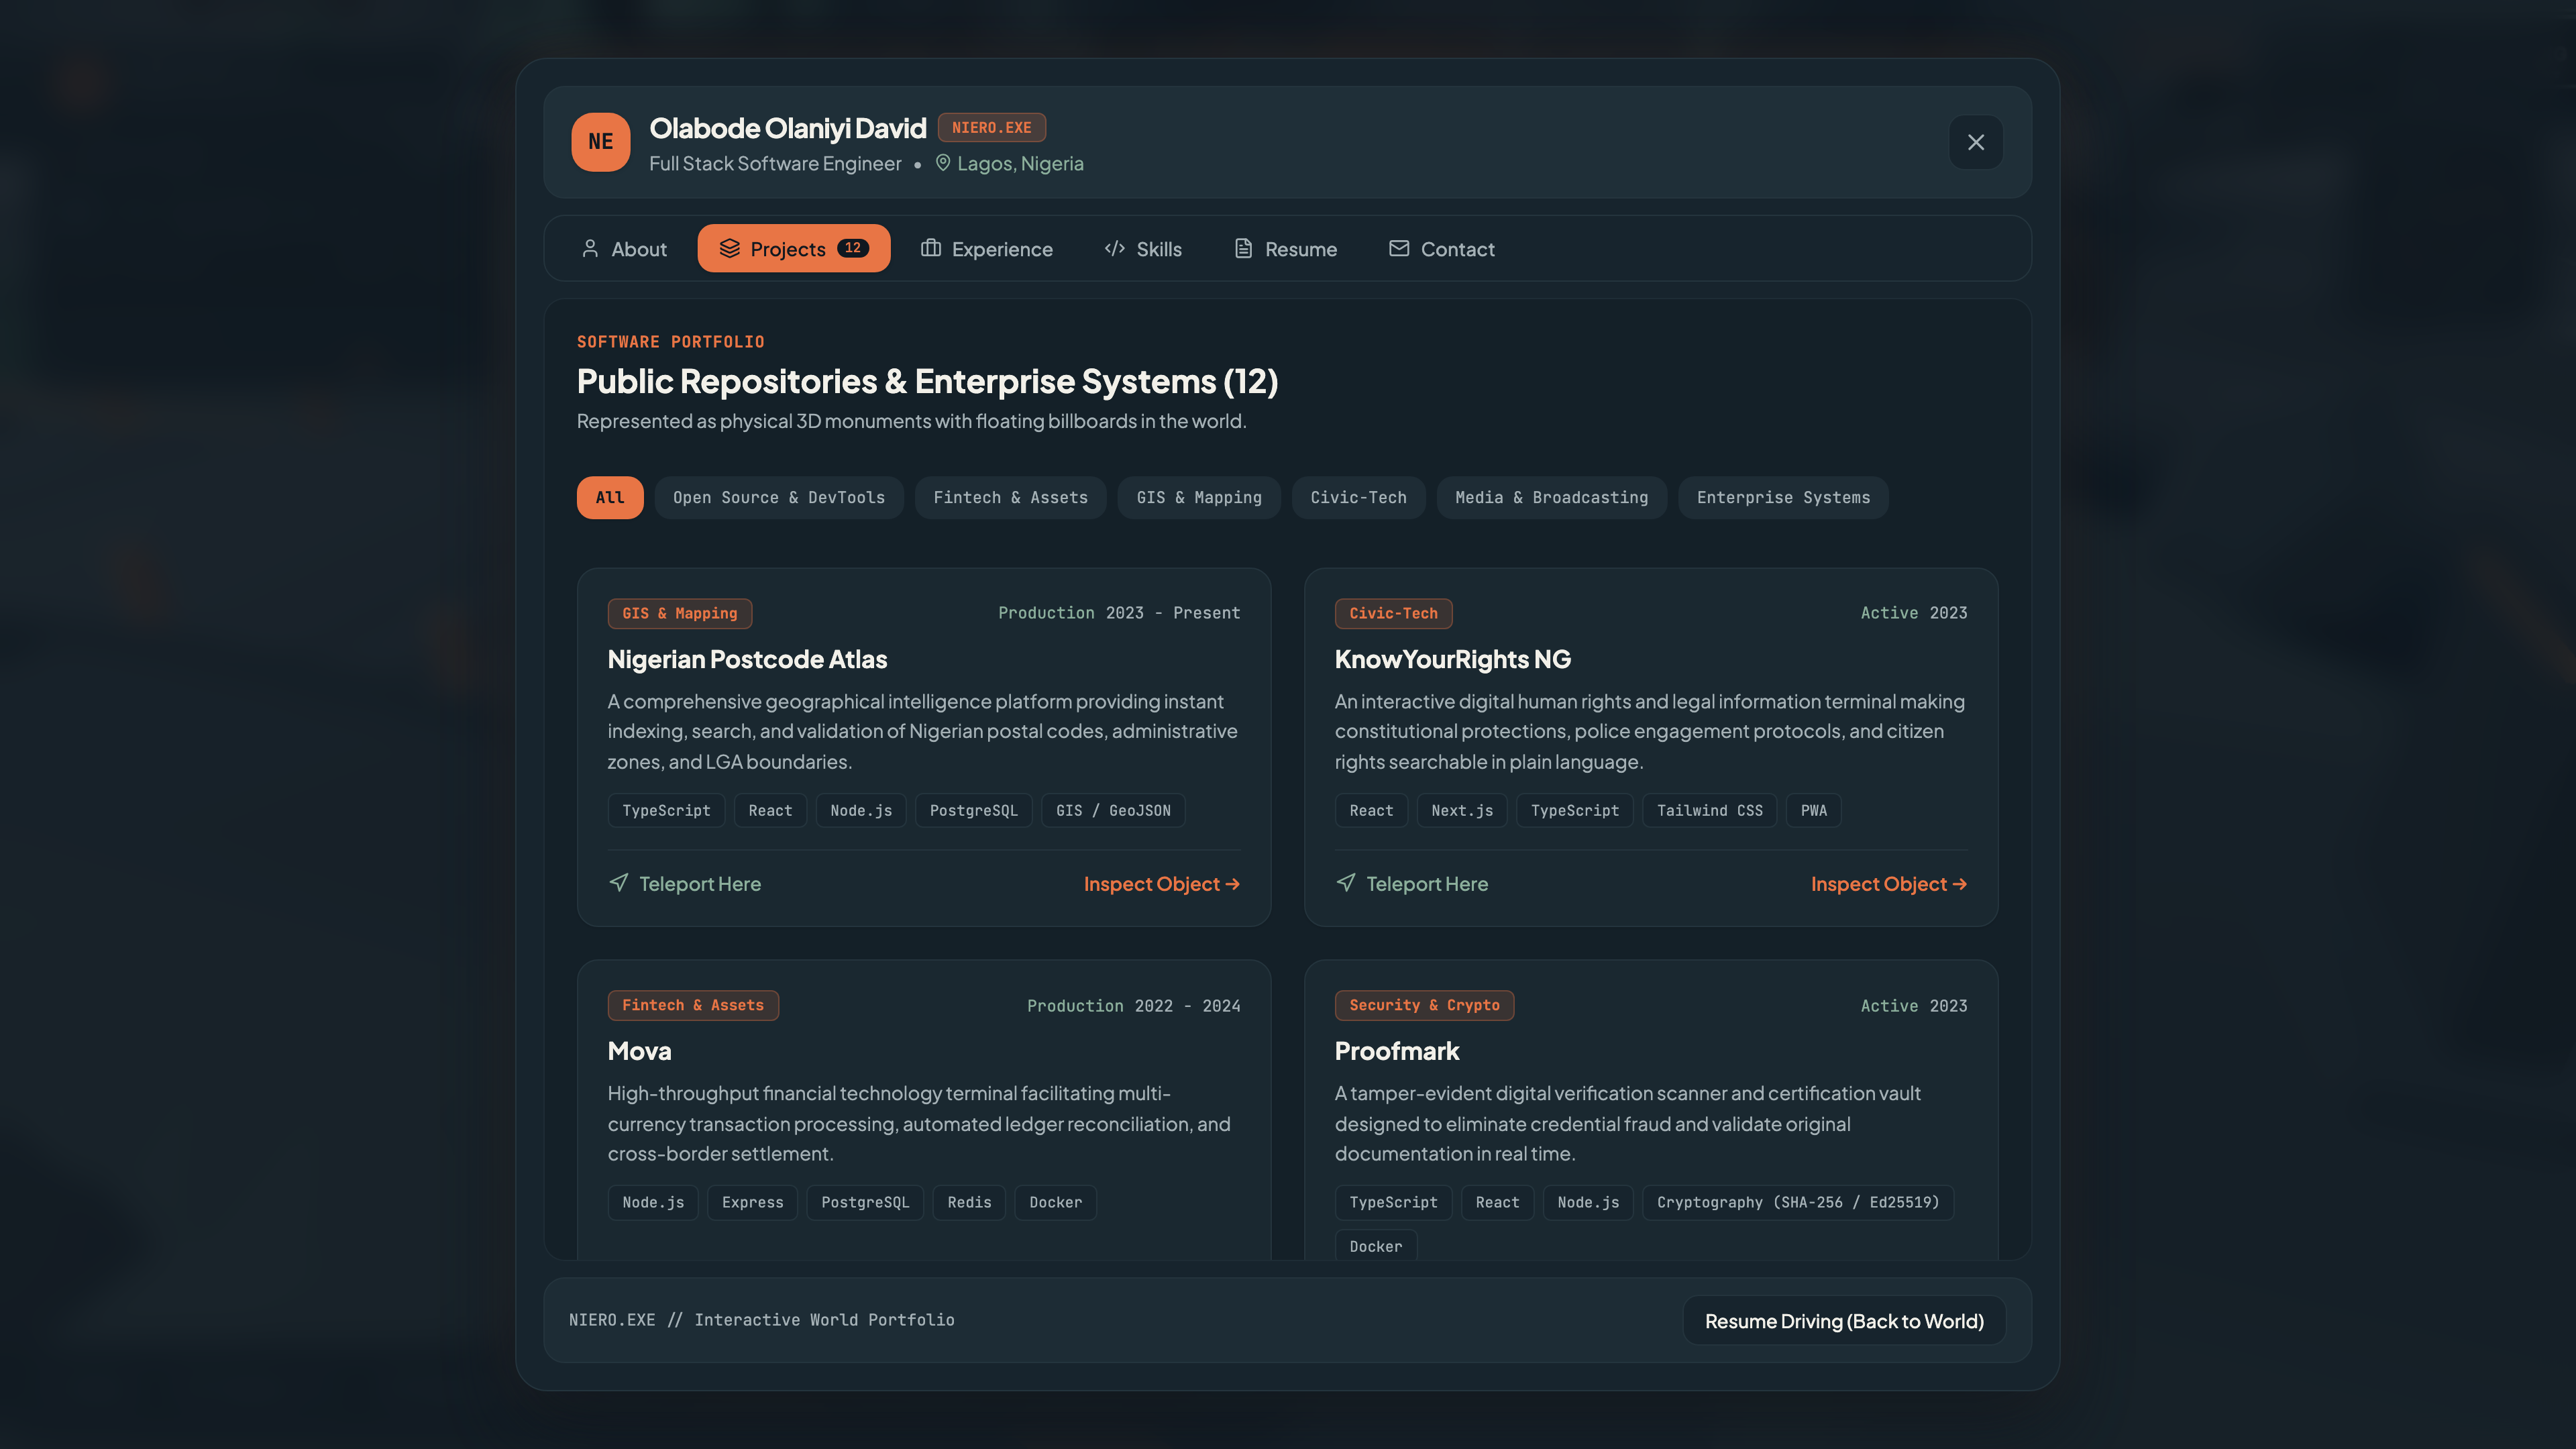 NE
Olabode Olaniyi David NIERO.EXE
Full Stack Software Engineer • Lagos, Nigeria
About Projects 12 Experience Skills Resume Contact
SOFTWARE PORTFOLIO
Public Repositories & Enterprise Systems (12)
Represented as physical 3D monuments with floating billboards in the world.
All Open Source & DevTools Fintech & Assets GIS & Mapping Civic-Tech Media & Broadcasting Enterprise Systems
GIS & Mapping Production 2023 - Present
Nigerian Postcode Atlas
A comprehensive geographical intelligence platform providing instant
indexing, search, and validation of Nigerian postal codes, administrative
zones, and LGA boundaries.
TypeScript React Node.js PostgreSQL GIS / GeoJSON
Teleport Here Inspect Object →
Civic-Tech Active 2023
KnowYourRights NG
An interactive digital human rights and legal information terminal making
constitutional protections, police engagement protocols, and citizen
rights searchable in plain language.
React Next.js TypeScript Tailwind CSS PWA
Teleport Here Inspect Object →
Fintech & Assets Production 2022 - 2024
Mova
High-throughput financial technology terminal facilitating multi-
currency transaction processing, automated ledger reconciliation, and
cross-border settlement.
Node.js Express PostgreSQL Redis Docker
Security & Crypto Active 2023
Proofmark
A tamper-evident digital verification scanner and certification vault
designed to eliminate credential fraud and validate original
documentation in real time.
TypeScript React Node.js Cryptography (SHA-256 / Ed25519)
Docker
NIERO.EXE // Interactive World Portfolio
Resume Driving (Back to World)